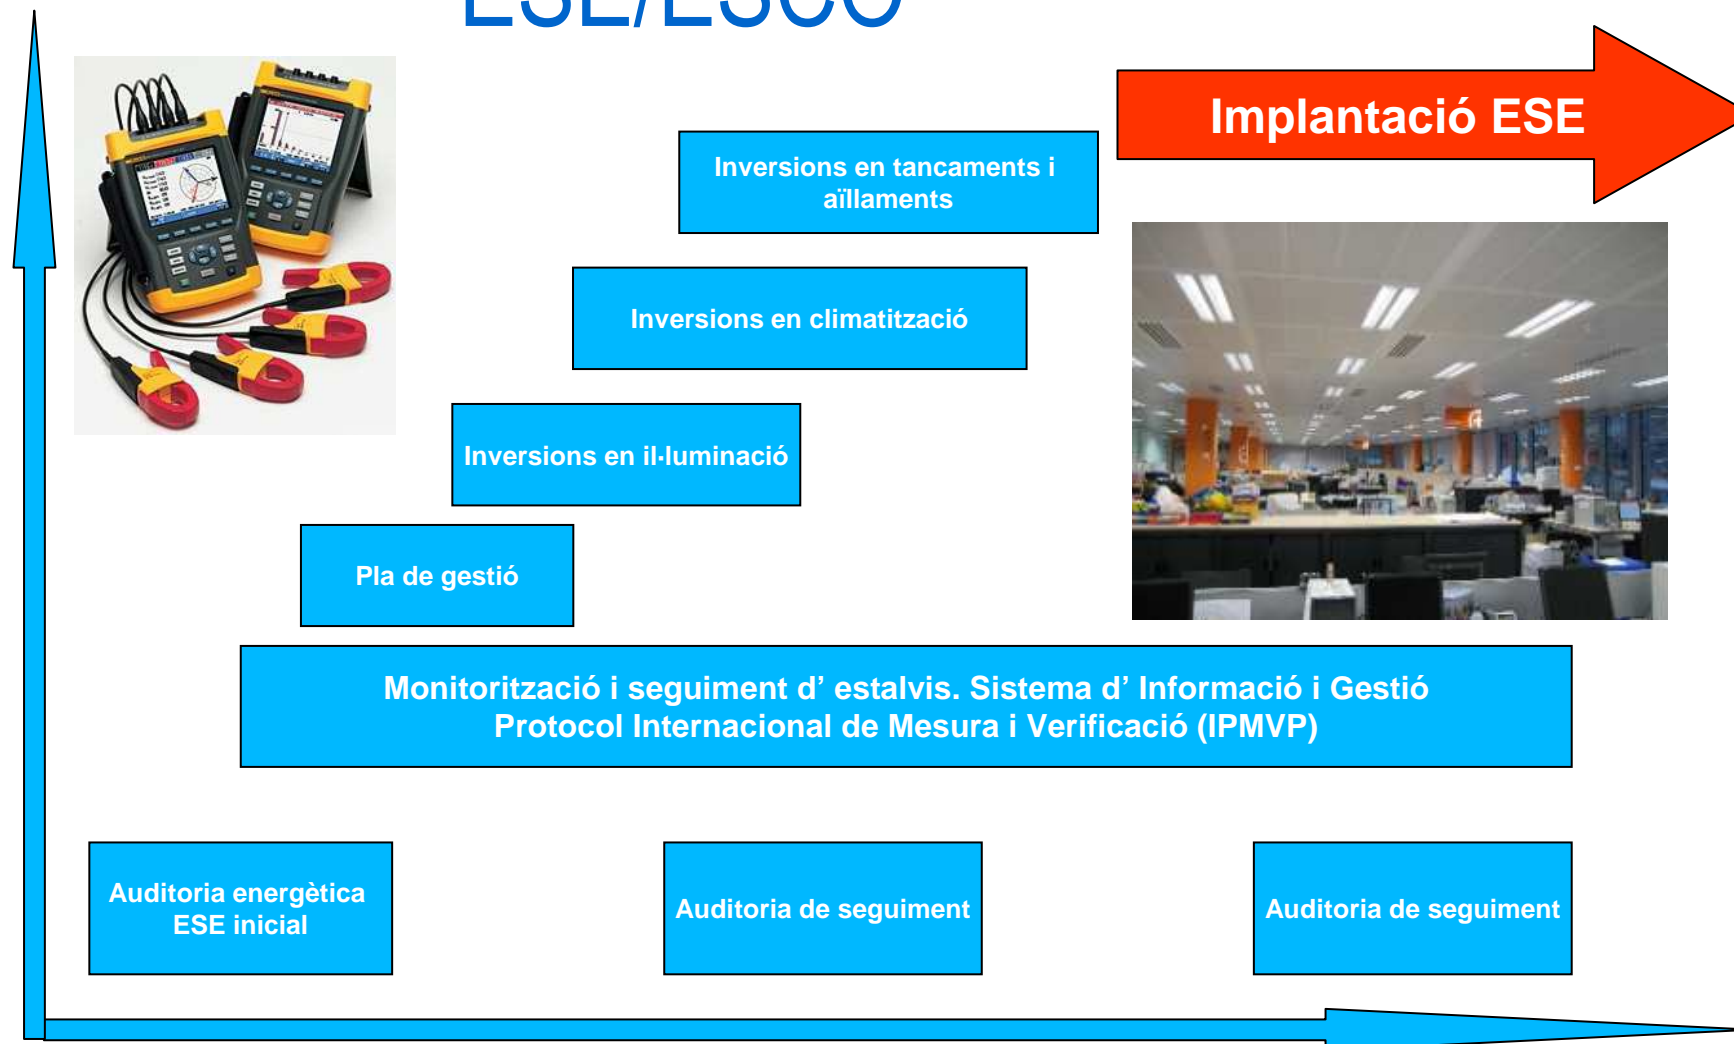 ESE/ESCO
Implantació ESE
Inversions en tancaments i
aïllaments
Inversions en climatització
Inversions en il·luminació
Pla de gestió
Monitorització i seguiment d’ estalvis. Sistema d’ Informació i Gestió
Protocol Internacional de Mesura i Verificació (IPMVP)
Auditoria energètica
ESE inicial
Auditoria de seguiment
Auditoria de seguiment